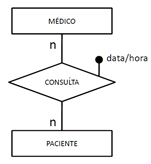 MÉDICO
n
data/hora
CONSULTA
n
PACIENTE